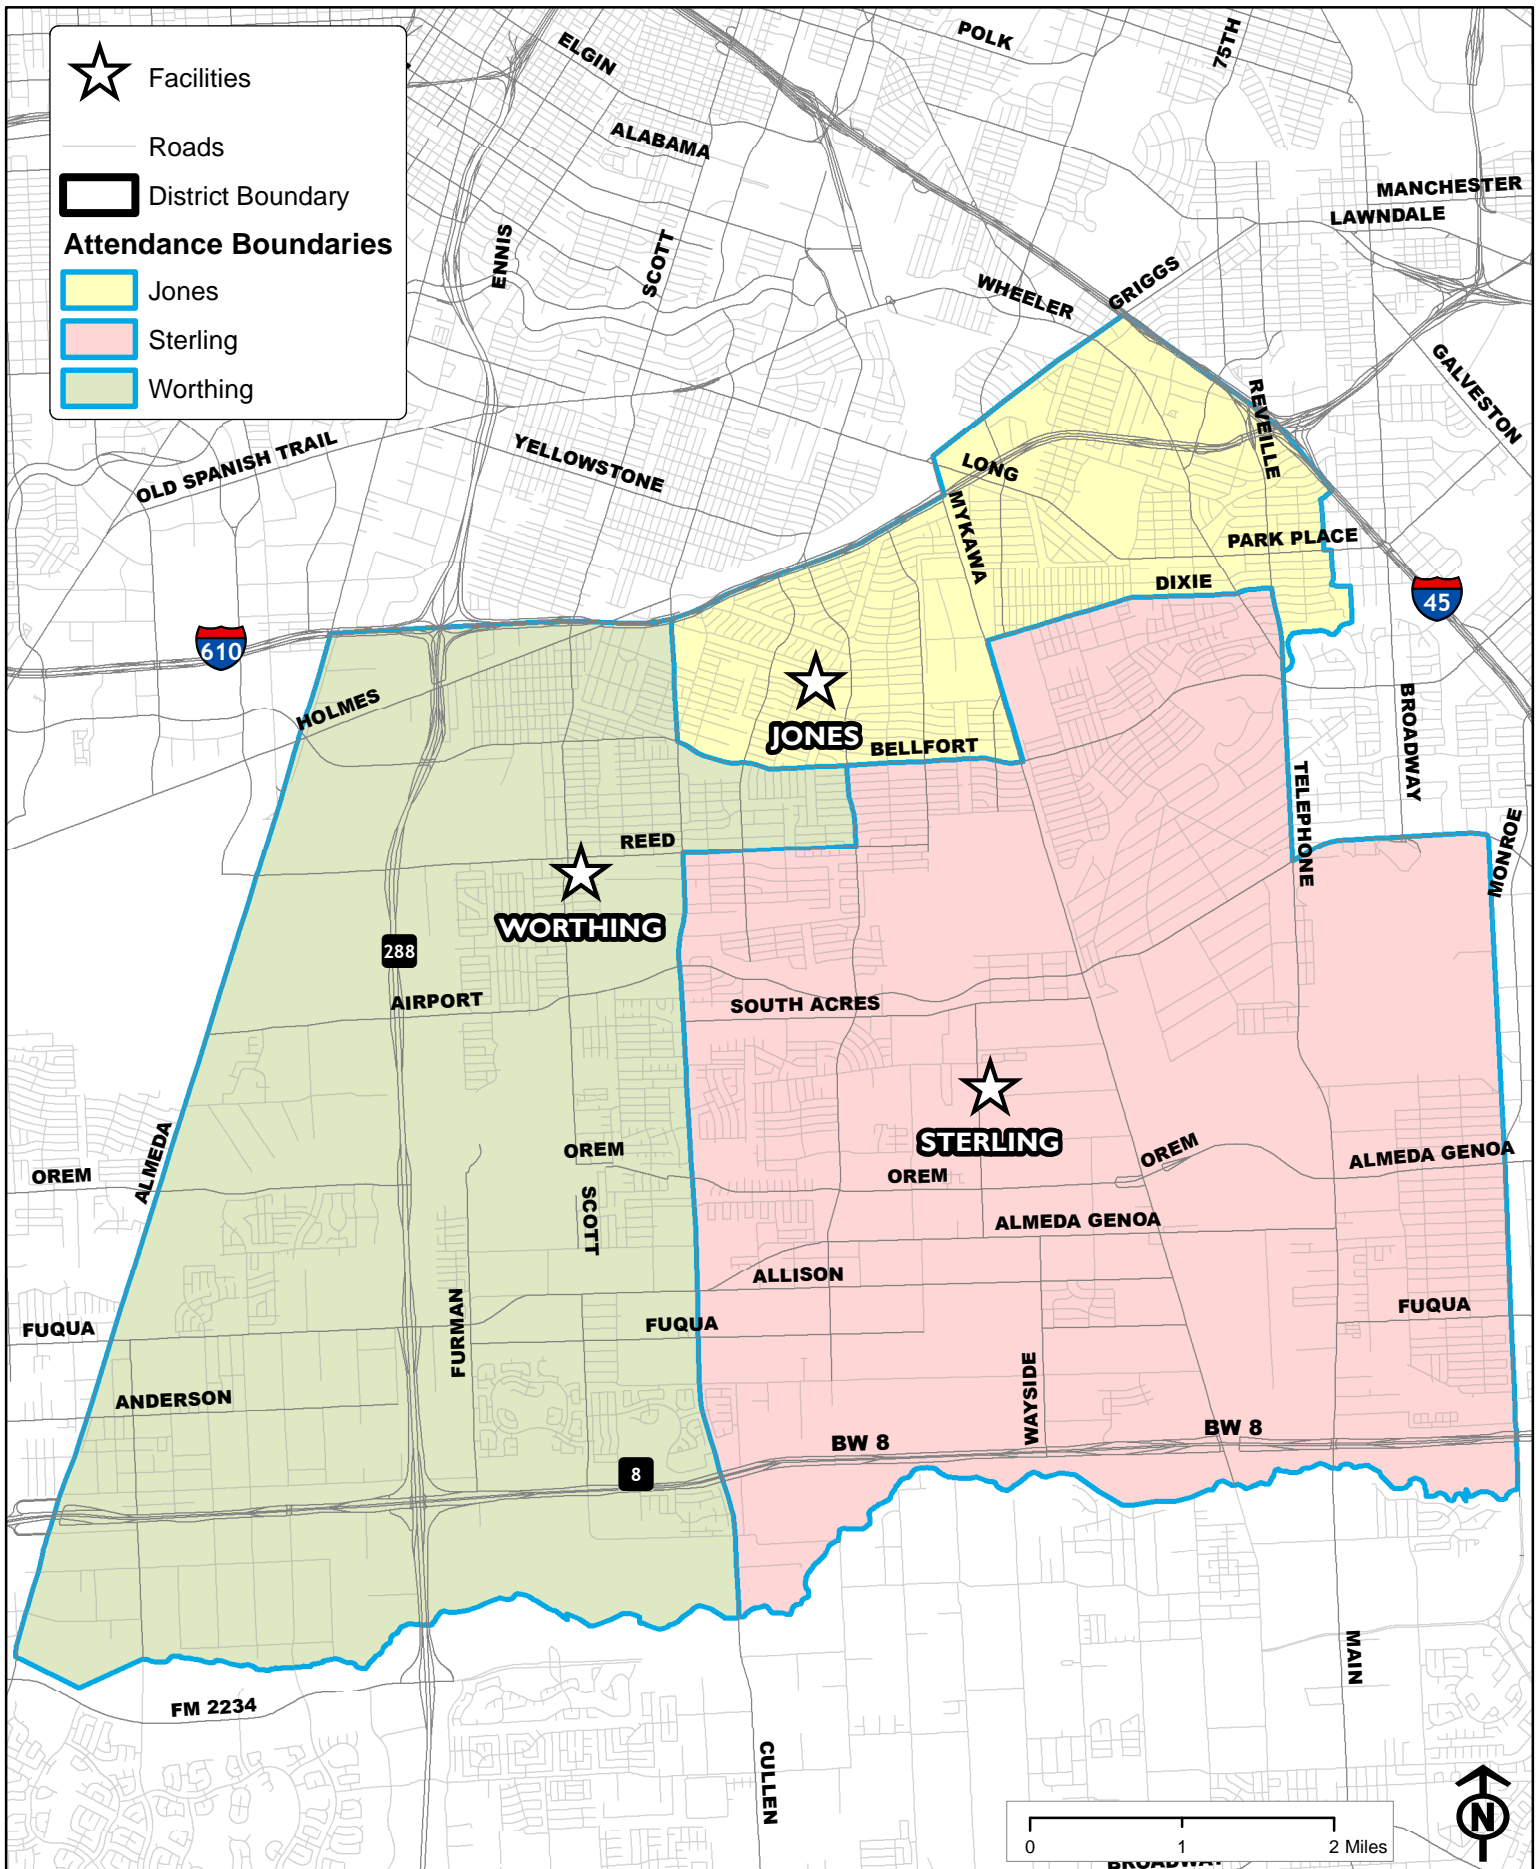 Facilities
Roads
District Boundary
Attendance Boundaries
Jones
Sterling
Worthing
ELGIN
POLK
75TH
ALABAMA
MANCHESTER
LAWNDALE
ENNIS
SCOTT
WHEELER
GRIGGS
GALVESTON
REVEILLE
OLD SPANISH TRAIL
YELLOWSTONE
LONG
MYKAWA
PARK PLACE
DIXIE
45
610
HOLMES
BROADWAY
JONES
BELLFORT
TELEPHONE
MONROE
REED
WORTHING
288
AIRPORT
SOUTH ACRES
STERLING
ALMEDA
OREM
OREM
OREM
OREM
ALMEDA GENOA
SCOTT
ALMEDA GENOA
ALLISON
FURMAN
FUQUA
FUQUA
FUQUA
WAYSIDE
ANDERSON
BW 8
BW 8
8
MAIN
FM 2234
CULLEN
N
0 1 2 Miles
BROADWAY